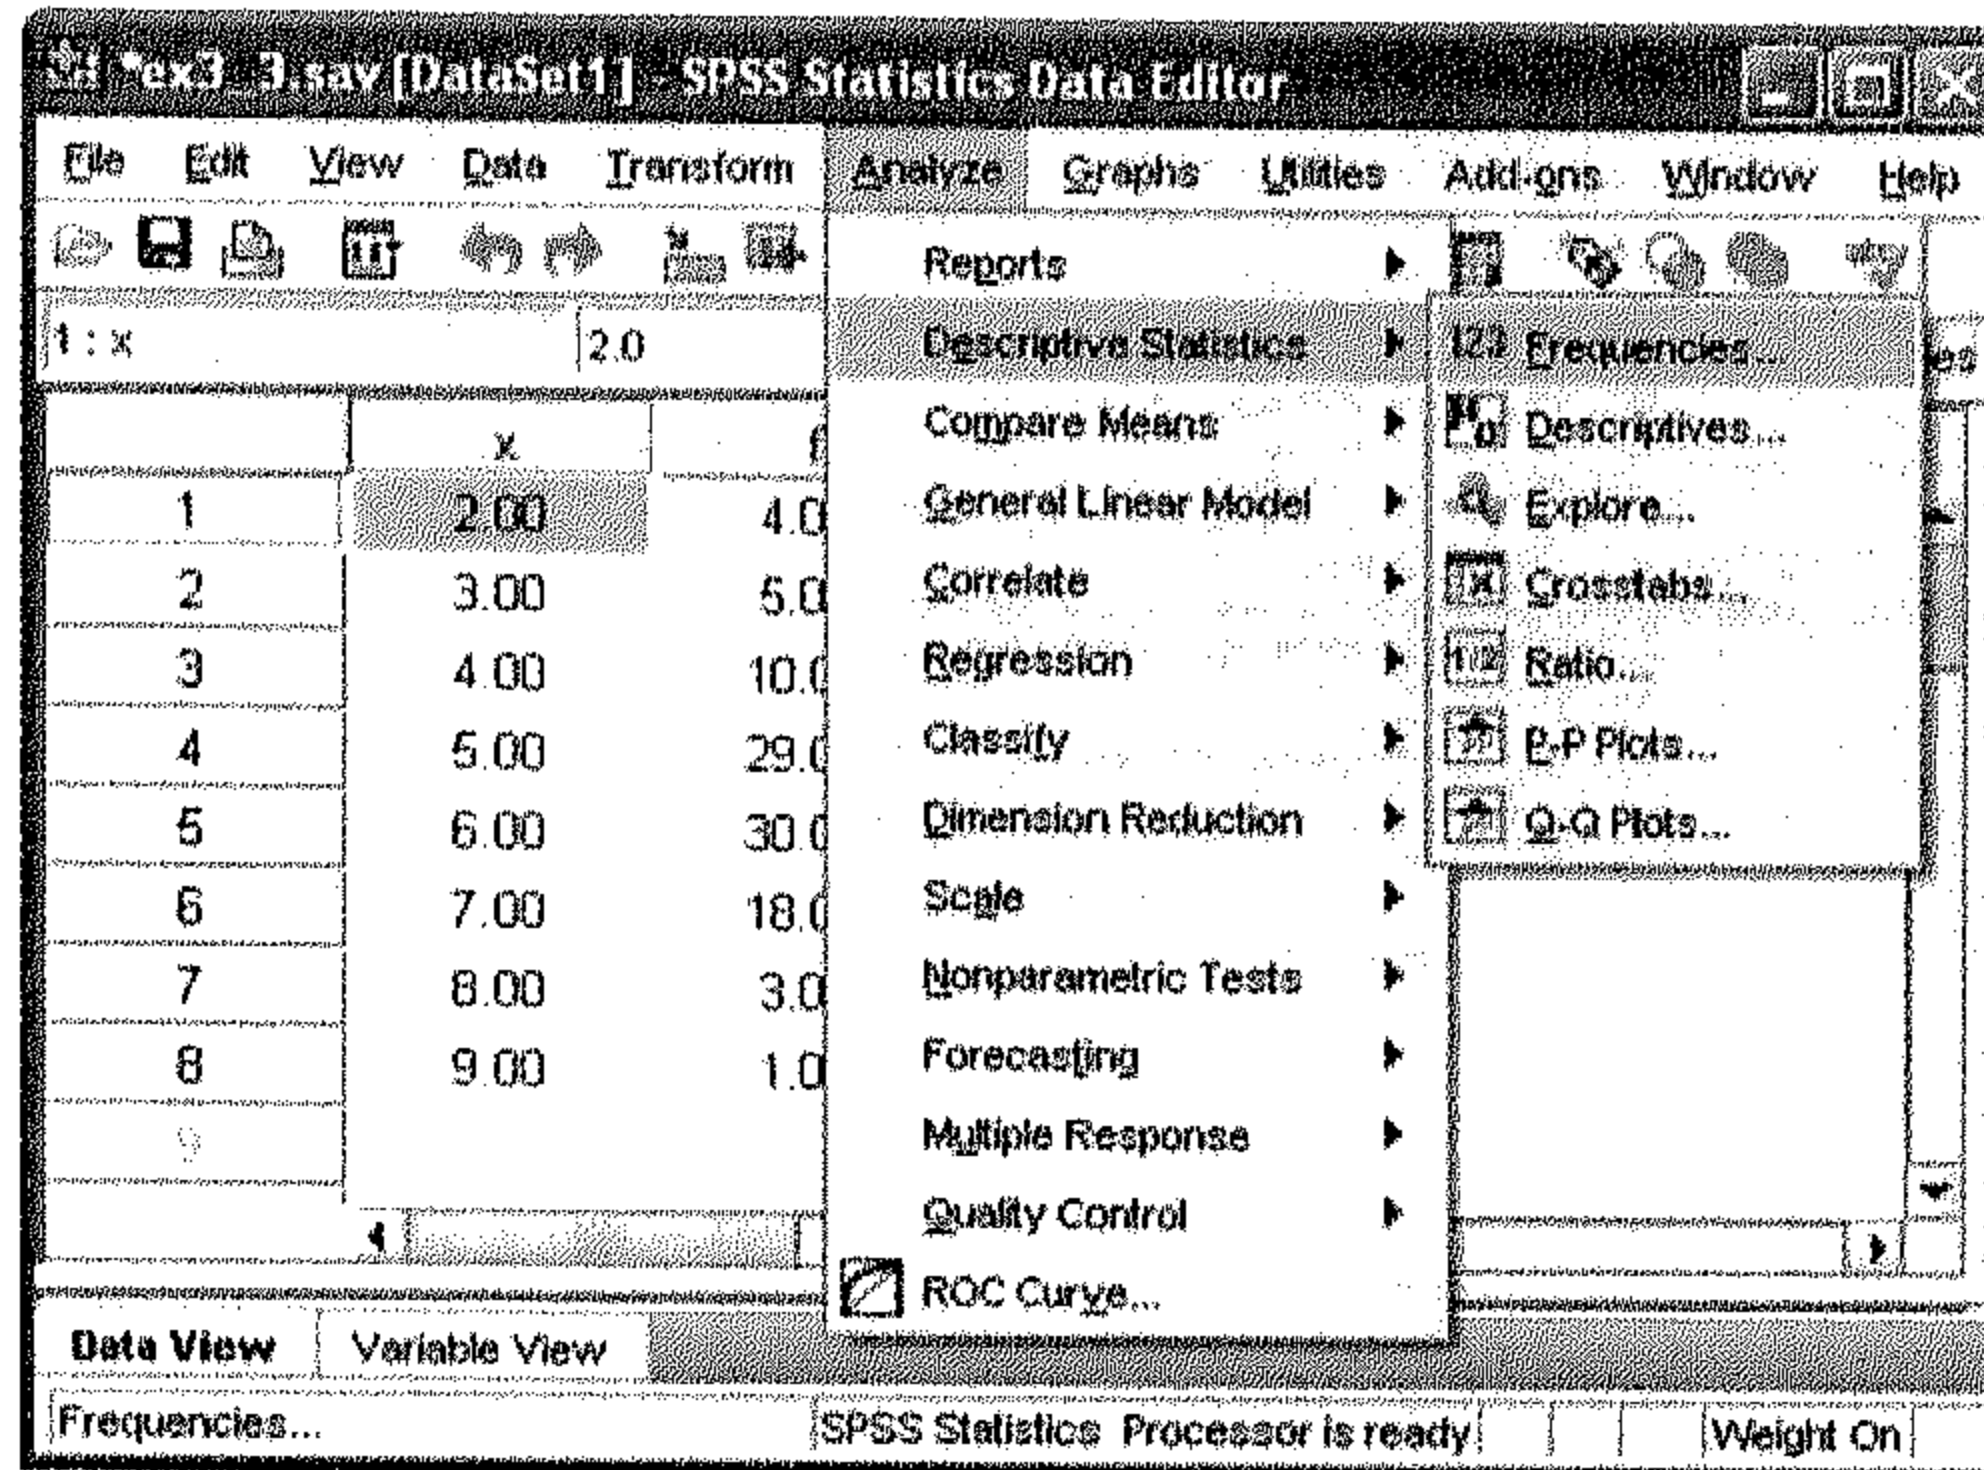 *ex3_3.sav [DataSet1] - SPSS Statistics Data Editor
File Edit View Data Transform Analyze Graphs Utilities Add-ons Window Help
1 : x 2.0
x f
1 2.00 4.0
2 3.00 5.0
3 4.00 10.0
4 5.00 29.0
5 6.00 30.0
6 7.00 18.0
7 8.00 3.0
8 9.00 1.0
9
Reports
Descriptive Statistics
Compare Means
General Linear Model
Correlate
Regression
Classify
Dimension Reduction
Scale
Nonparametric Tests
Forecasting
Multiple Response
Quality Control
ROC Curve...
123 Frequencies...
Descriptives...
Explore...
Crosstabs...
1/2 Ratio...
P-P Plots...
Q-Q Plots...
Data View Variable View
Frequencies... SPSS Statistics Processor is ready Weight On